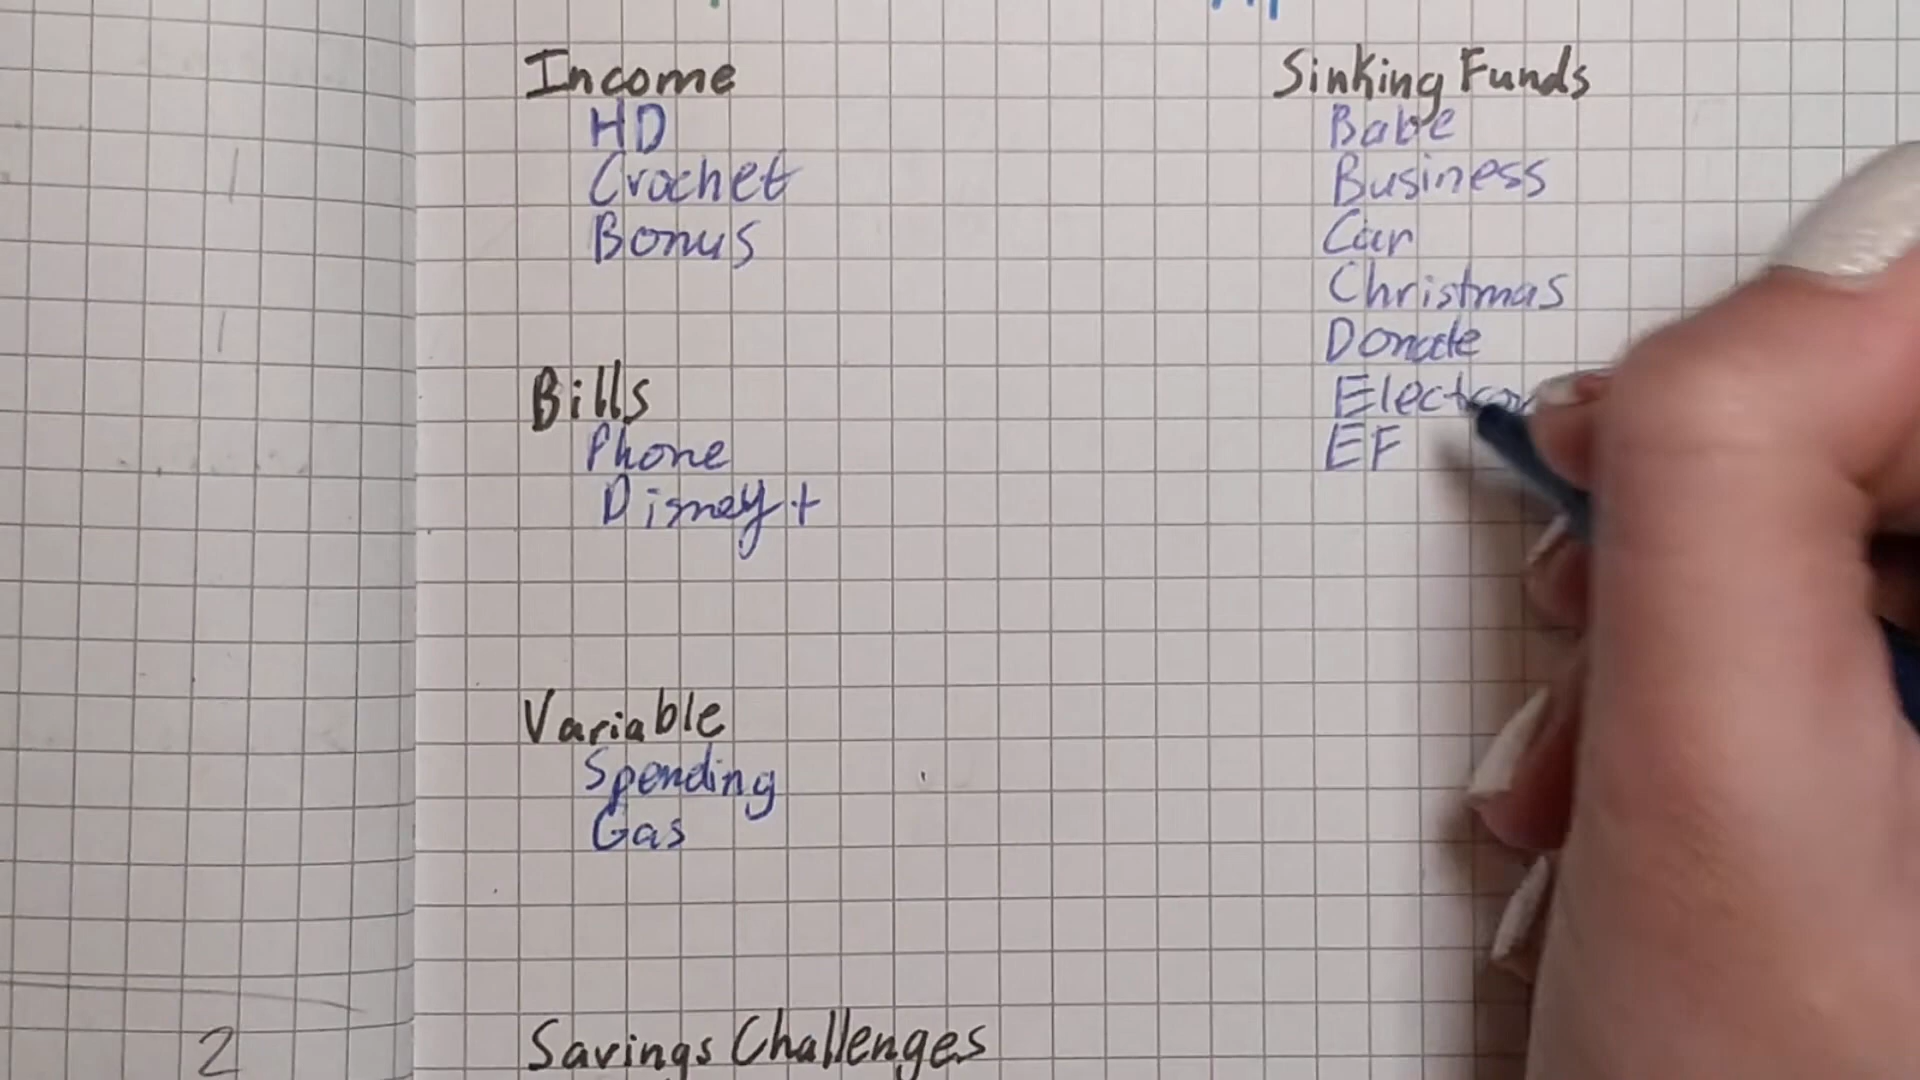 Income
HD
Crochet
Bonus
Bills
Phone
Disney+
Variable
Spending
Gas
Savings Challenges
Sinking Funds
Babe
Business
Car
Christmas
Donate
EF
2